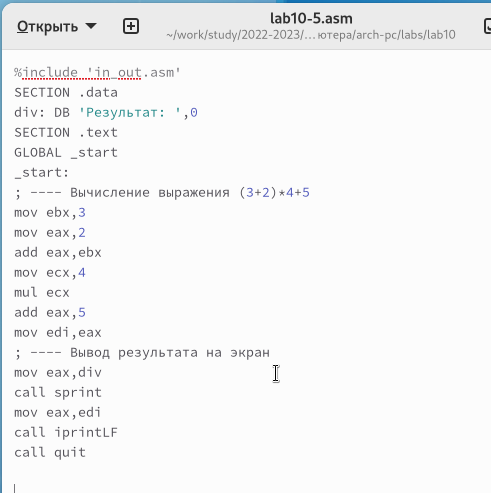 Открыть
lab10-5.asm
~/work/study/2022-2023/…ютера/arch-pc/labs/lab10
%include 'in_out.asm'
SECTION .data
div: DB 'Результат: ',0
SECTION .text
GLOBAL _start
_start:
; ---- Вычисление выражения (3+2)*4+5
mov ebx,3
mov eax,2
add eax,ebx
mov ecx,4
mul ecx
add eax,5
mov edi,eax
; ---- Вывод результата на экран
mov eax,div
call sprint
mov eax,edi
call iprintLF
call quit